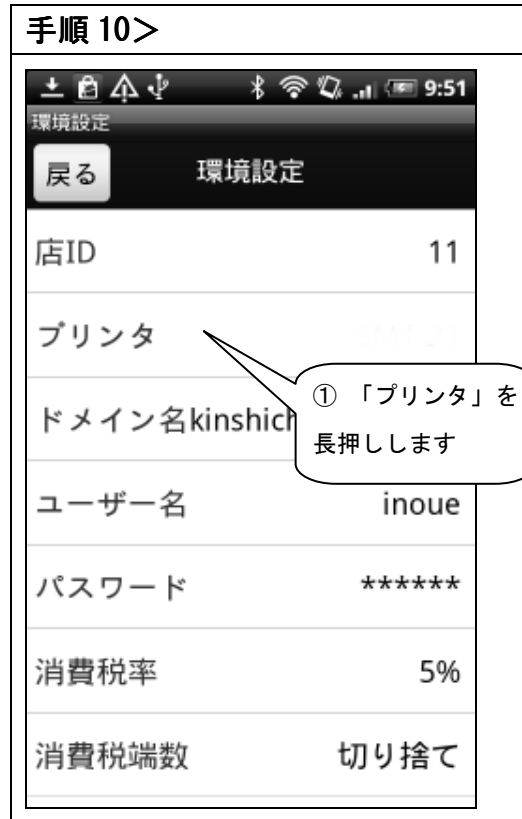 手順 10＞
9:51
環境設定
戻る 環境設定
店ID 11
プリンタ
ドメイン名kinshich
① 「プリンタ」を
長押しします
ユーザー名 inoue
パスワード ******
消費税率 5%
消費税端数 切り捨て